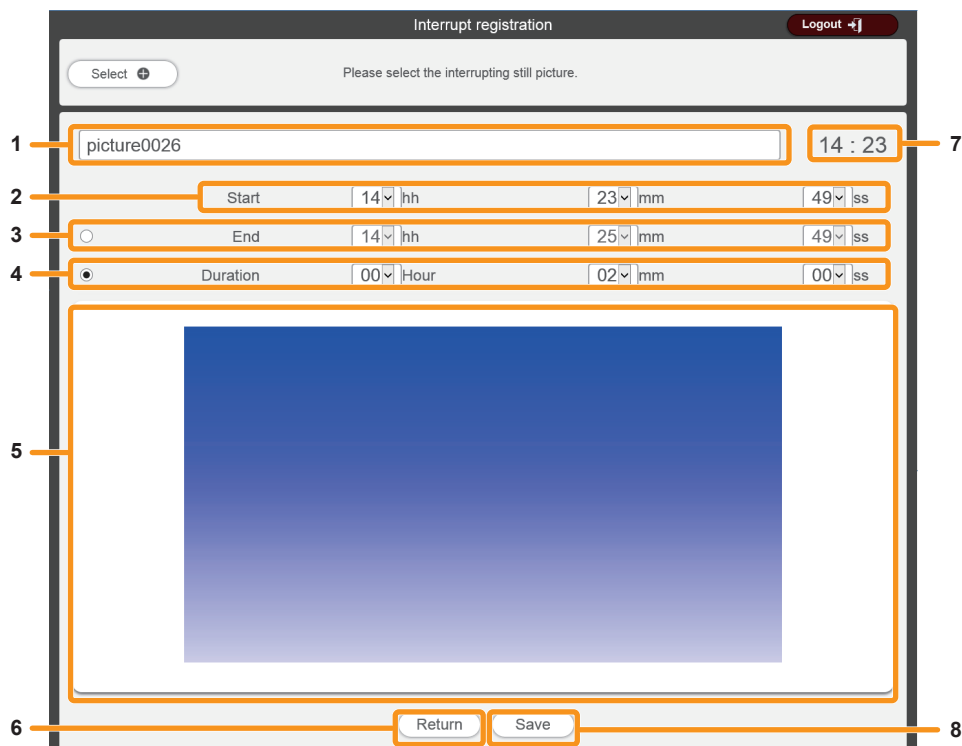 Interrupt registration Logout
Select Please select the interrupting still picture.
1 picture0026 14 : 23 7
2 Start 14 hh 23 mm 49 ss
3 End 14 hh 25 mm 49 ss
4 Duration 00 Hour 02 mm 00 ss
5
6 Return Save 8